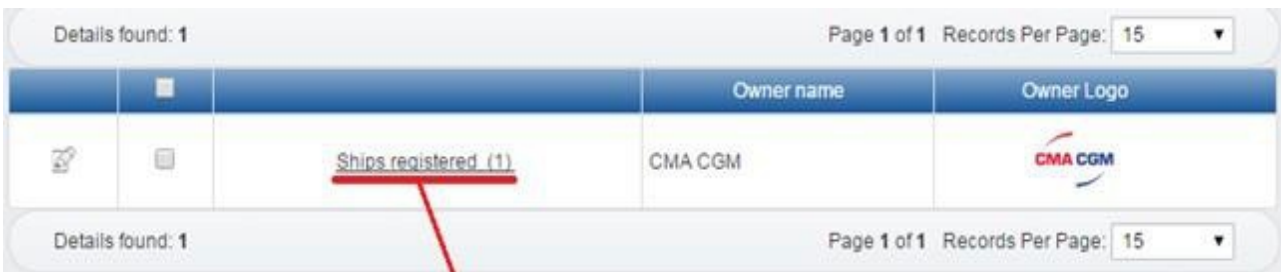 Details found: 1 Page 1 of 1 Records Per Page: 15
Owner name Owner Logo
Ships registered (1) CMA CGM CMA CGM
Details found: 1 Page 1 of 1 Records Per Page: 15